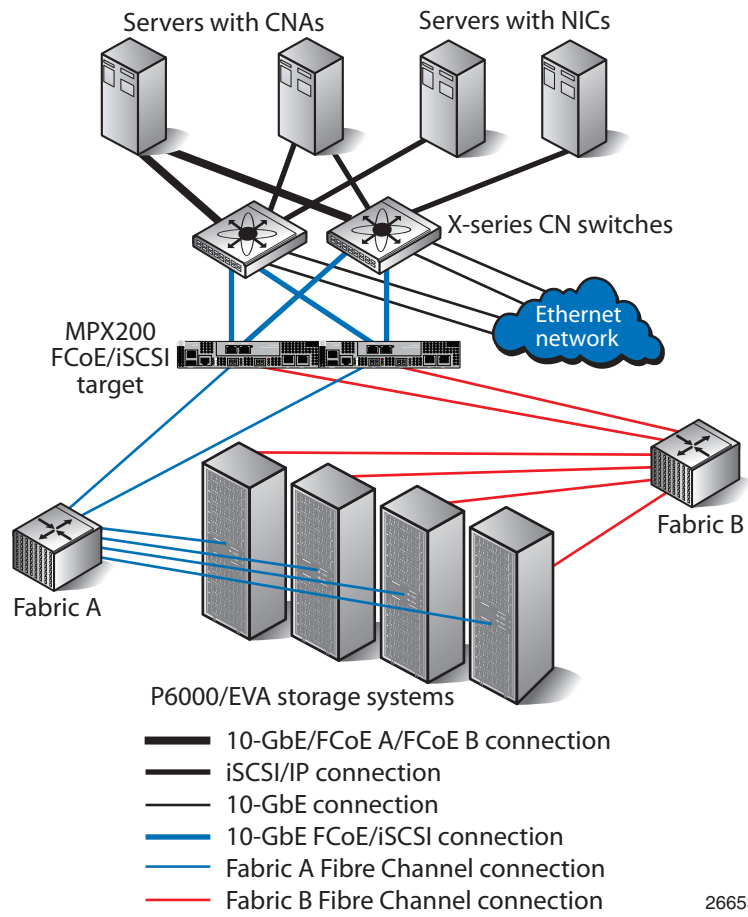 Servers with CNAs
Servers with NICs
X-series CN switches
Ethernet
network
MPX200
FCoE/iSCSI
target
Fabric B
Fabric A
P6000/EVA storage systems
10-GbE/FCoE A/FCoE B connection
iSCSI/IP connection
10-GbE connection
10-GbE FCoE/iSCSI connection
Fabric A Fibre Channel connection
Fabric B Fibre Channel connection
2665